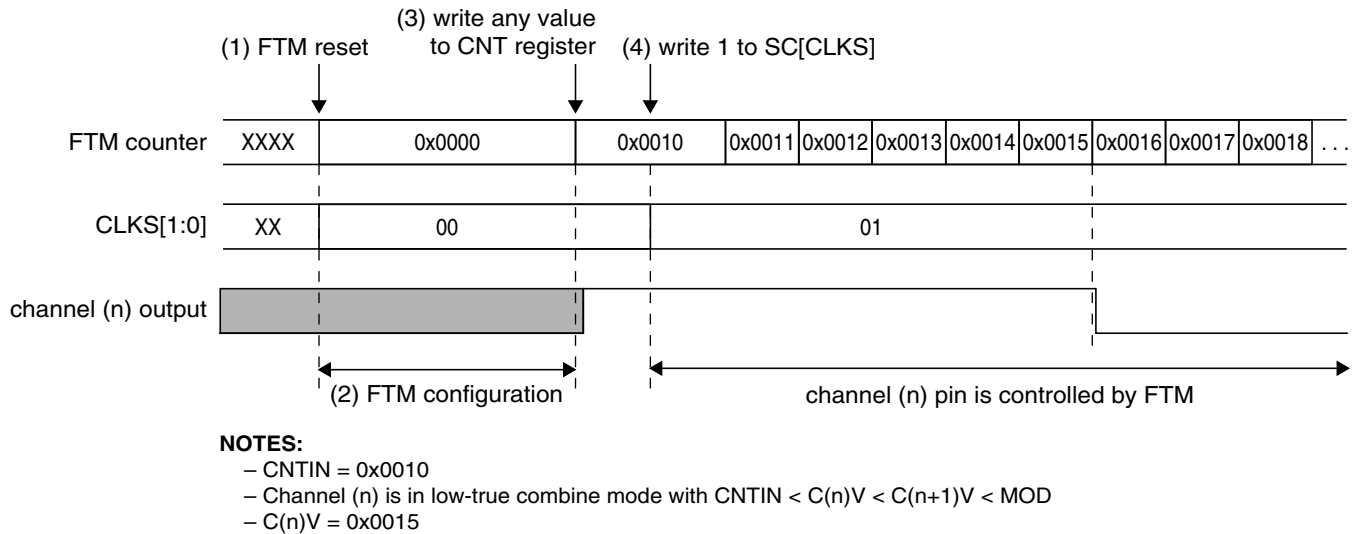 (3) write any value
(1) FTM reset to CNT register (4) write 1 to SC[CLKS]
FTM counter XXXX 0x0000 0x0010 0x0011 0x0012 0x0013 0x0014 0x0015 0x0016 0x0017 0x0018 ...
CLKS[1:0] XX 00 01
channel (n) output
(2) FTM configuration channel (n) pin is controlled by FTM
NOTES:
– CNTIN = 0x0010
– Channel (n) is in low-true combine mode with CNTIN < C(n)V < C(n+1)V < MOD
– C(n)V = 0x0015